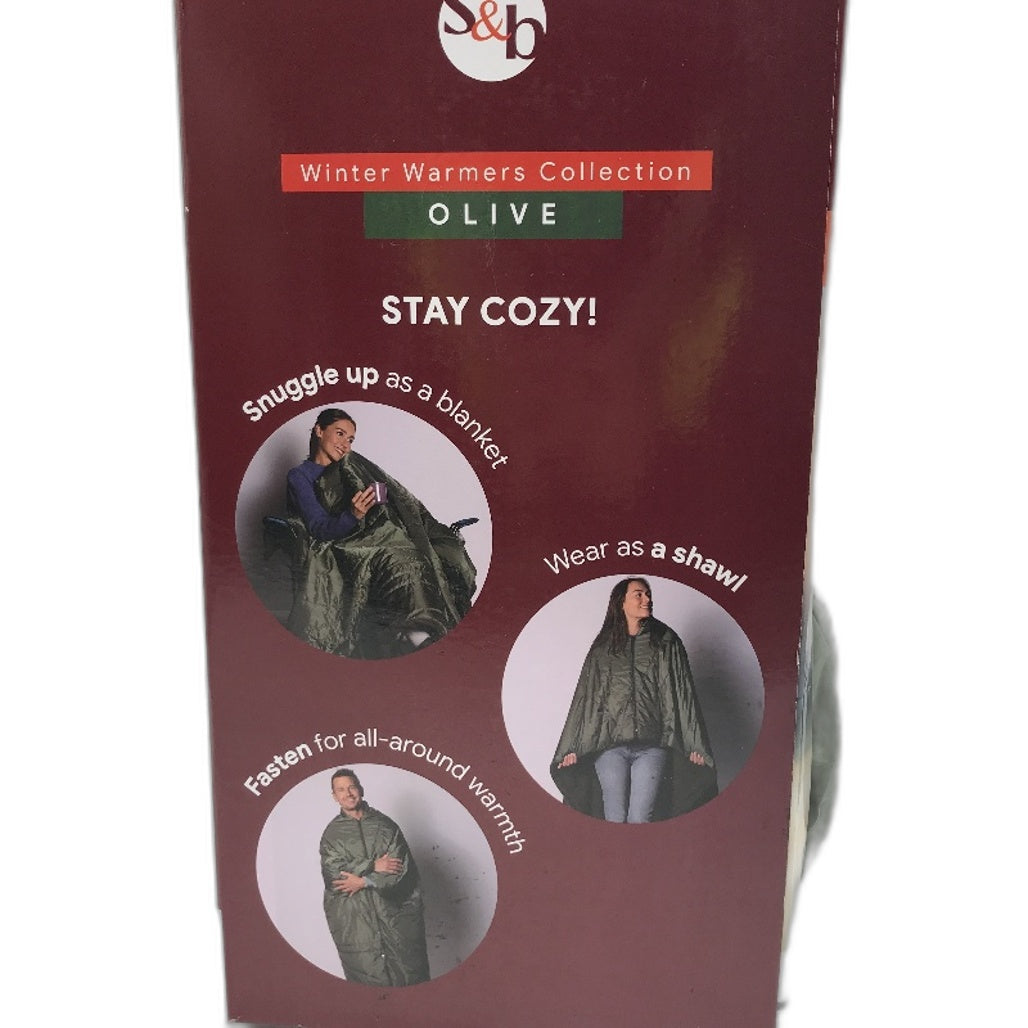 S&b
Winter Warmers Collection
OLIVE
STAY COZY!
Snuggle up as a blanket
Wear as a shawl
Fasten for all-around warmth